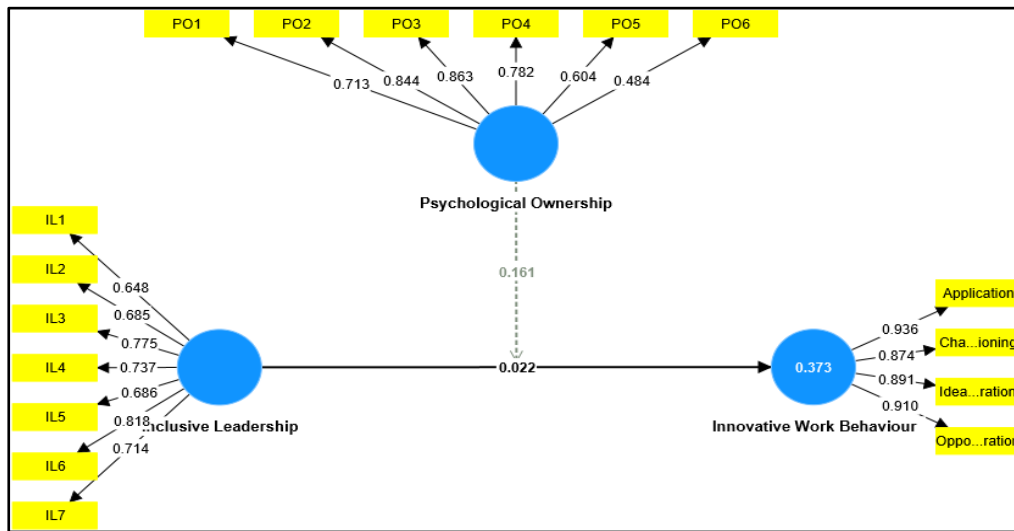 PO1 PO2 PO3 PO4 PO5 PO6
0.713 0.844 0.863 0.782 0.604 0.484
Psychological Ownership
0.161
IL1
IL2
IL3
IL4
IL5
IL6
IL7
0.648
0.685
0.775
0.737
0.686
0.818
0.714
Inclusive Leadership
0.022
0.373
Innovative Work Behaviour
0.936
0.874
0.891
0.910
Application
Cha...ioning
Idea...ration
Oppo...ration